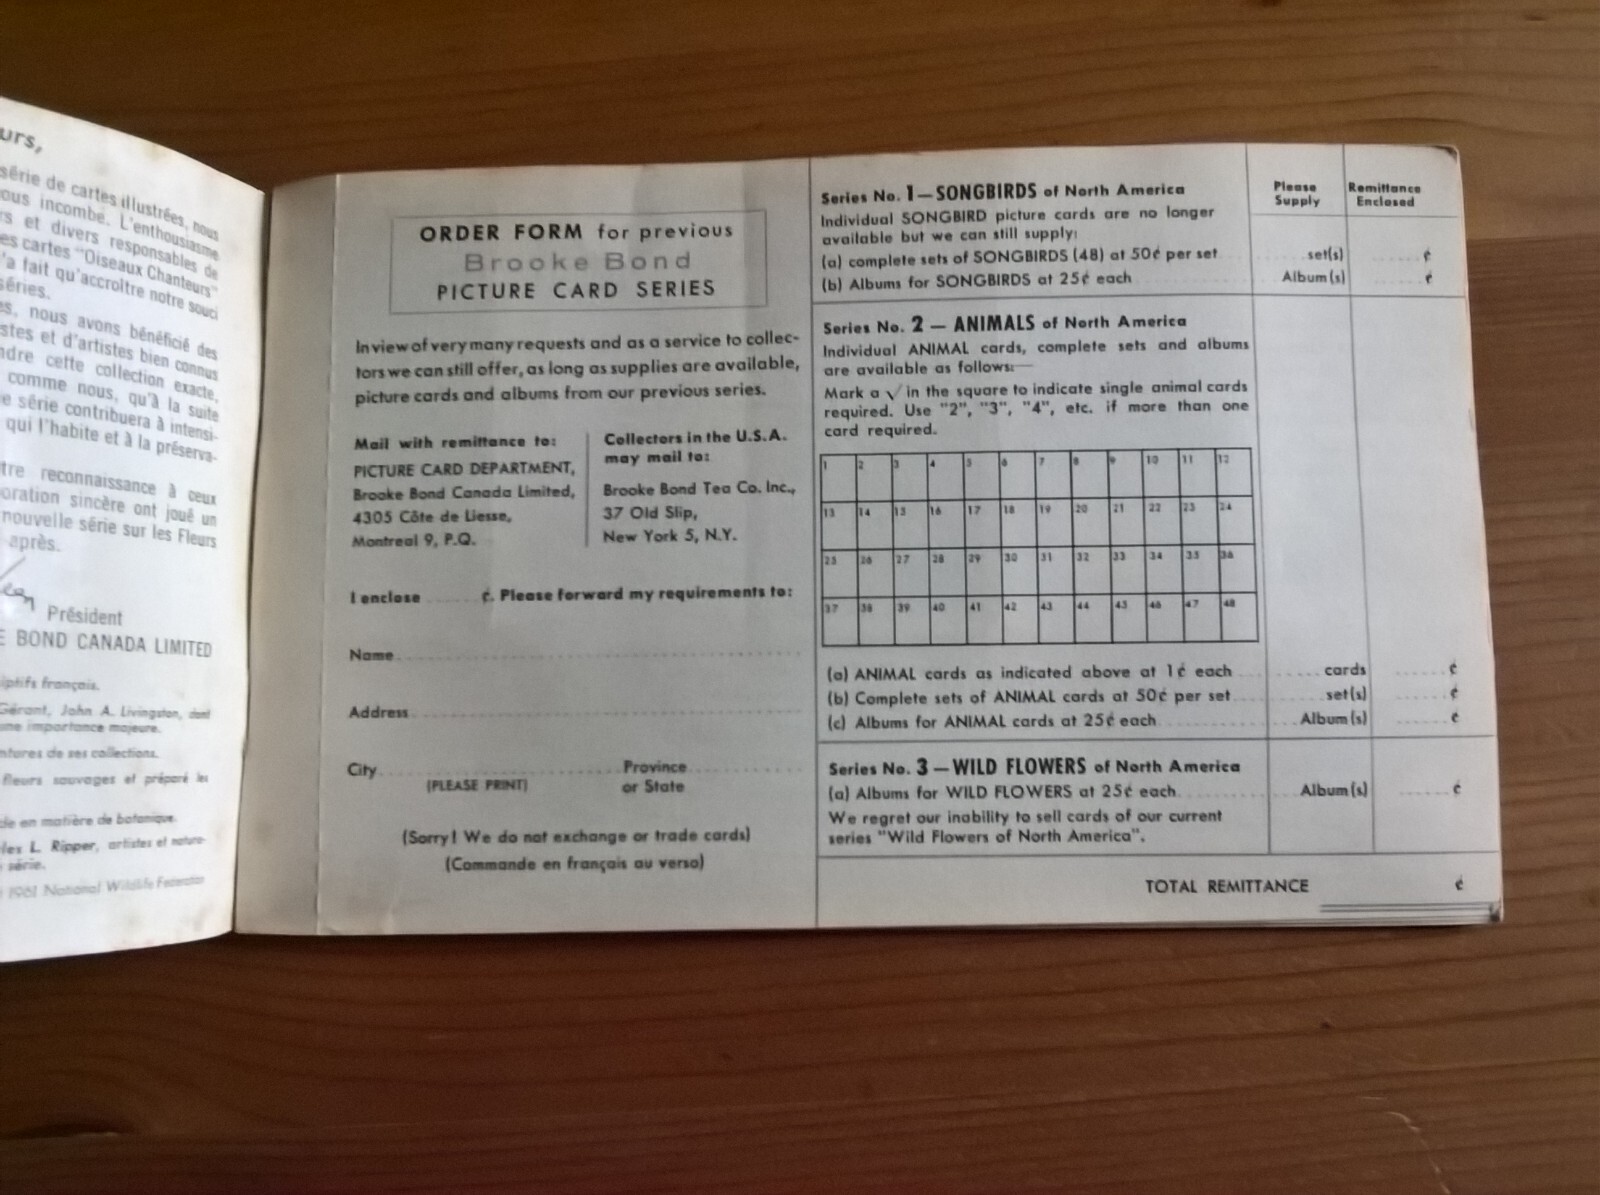 urs,
série de cartes illustrées, nous
ous incombe. L'enthousiasme
rs et divers responsables de
es cartes "Oiseaux Chanteurs"
'a fait qu'accroître notre souci
séries.
es, nous avons bénéficié des
stes et d'artistes bien connus
ndre cette collection exacte,
comme nous, qu'à la suite
e série contribuera à intensi-
qui l'habite et à la préserva-
tre reconnaissance à ceux
oration sincère ont joué un
nouvelle série sur les Fleurs
après.
Président
E BOND CANADA LIMITED
iptifs français.
Gérant, John A. Livingston, dont
une importance majeure.
ntures de ses collections.
fleurs sauvages et préparé les
de en matière de botanique.
les L. Ripper, artistes et nature-
série.
1961 National Wildlife Federation
ORDER FORM for previous
Brooke Bond
PICTURE CARD SERIES
In view of very many requests and as a service to collec-
tors we can still offer, as long as supplies are available,
picture cards and albums from our previous series.
Mail with remittance to:
PICTURE CARD DEPARTMENT,
Brooke Bond Canada Limited,
4305 Côte de Liesse,
Montreal 9, P.Q.
Collectors in the U.S.A.
may mail to:
Brooke Bond Tea Co. Inc.,
37 Old Slip,
New York 5, N.Y.
I enclose ...... ¢. Please forward my requirements to:
Name
Address
City Province
(PLEASE PRINT) or State
(Sorry! We do not exchange or trade cards)
(Commande en français au verso)
Please Remittance
Supply Enclosed
Series No. 1—SONGBIRDS of North America
Individual SONGBIRD picture cards are no longer
available but we can still supply:
(a) complete sets of SONGBIRDS (48) at 50¢ per set set(s) ¢
(b) Albums for SONGBIRDS at 25¢ each Album(s) ¢
Series No. 2 — ANIMALS of North America
Individual ANIMAL cards, complete sets and albums
are available as follows:—
Mark a √ in the square to indicate single animal cards
required. Use "2", "3", "4", etc. if more than one
card required.
1 2 3 4 5 6 7 8 9 10 11 12
13 14 15 16 17 18 19 20 21 22 23 24
25 26 27 28 29 30 31 32 33 34 35 36
37 38 39 40 41 42 43 44 45 46 47 48
(a) ANIMAL cards as indicated above at 1¢ each cards ¢
(b) Complete sets of ANIMAL cards at 50¢ per set set(s) ¢
(c) Albums for ANIMAL cards at 25¢ each Album(s) ¢
Series No. 3 — WILD FLOWERS of North America
(a) Albums for WILD FLOWERS at 25¢ each Album(s) ¢
We regret our inability to sell cards of our current
series "Wild Flowers of North America".
TOTAL REMITTANCE ¢